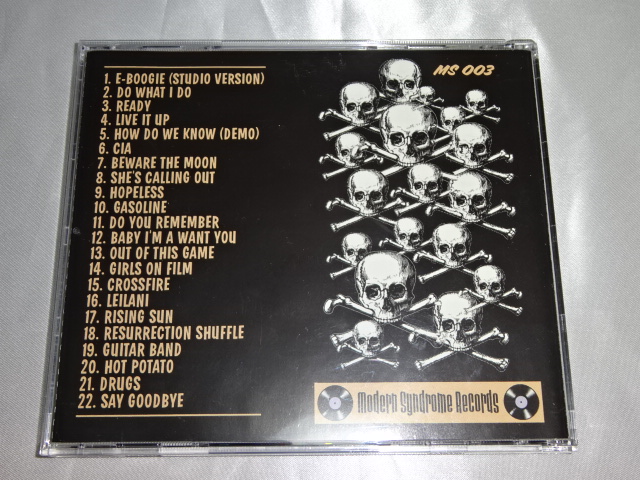 1. E-BOOGIE (STUDIO VERSION)
2. DO WHAT I DO
3. READY
4. LIVE IT UP
5. HOW DO WE KNOW (DEMO)
6. CIA
7. BEWARE THE MOON
8. SHE'S CALLING OUT
9. HOPELESS
10. GASOLINE
11. DO YOU REMEMBER
12. BABY I'M A WANT YOU
13. OUT OF THIS GAME
14. GIRLS ON FILM
15. CROSSFIRE
16. LEILANI
17. RISING SUN
18. RESURRECTION SHUFFLE
19. GUITAR BAND
20. HOT POTATO
21. DRUGS
22. SAY GOODBYE
MS 003
Modern Syndrome Records